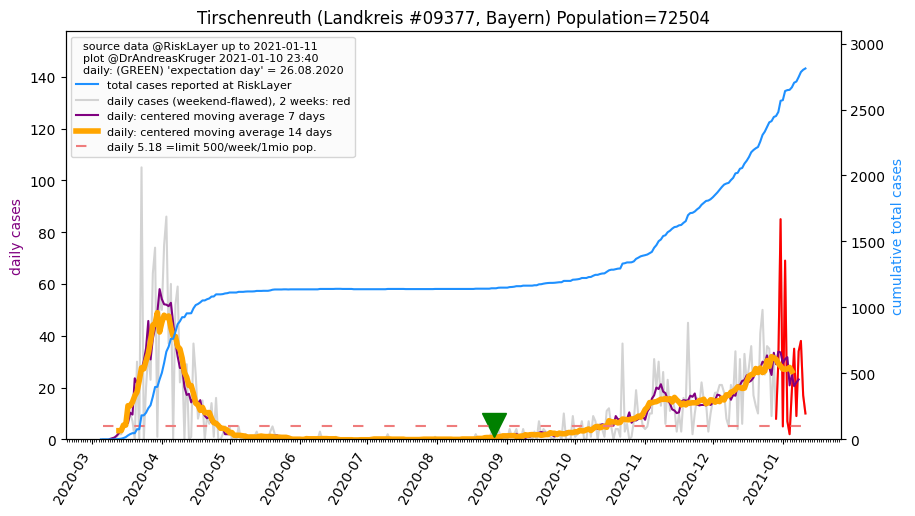 Tirschenreuth (Landkreis #09377, Bayern) Population=72504
source data @RiskLayer up to 2021-01-11
plot @DrAndreasKruger 2021-01-10 23:40
daily: (GREEN) 'expectation day' = 26.08.2020
total cases reported at RiskLayer
daily cases (weekend-flawed), 2 weeks: red
daily: centered moving average 7 days
daily: centered moving average 14 days
daily 5.18 =limit 500/week/1mio pop.
daily cases
140
120
100
80
60
40
20
0
cumulative total cases
3000
2500
2000
1500
1000
500
0
2020-03
2020-04
2020-05
2020-06
2020-07
2020-08
2020-09
2020-10
2020-11
2020-12
2021-01